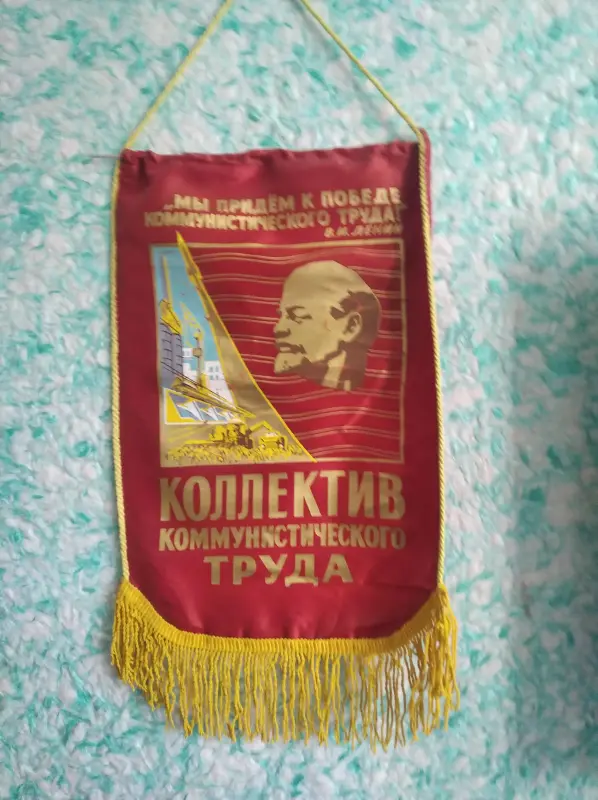 „МЫ ПРИДЁМ К ПОБЕДЕ
КОММУНИСТИЧЕСКОГО ТРУДА!"
В.И.ЛЕНИН
КОЛЛЕКТИВ
КОММУНИСТИЧЕСКОГО
ТРУДА